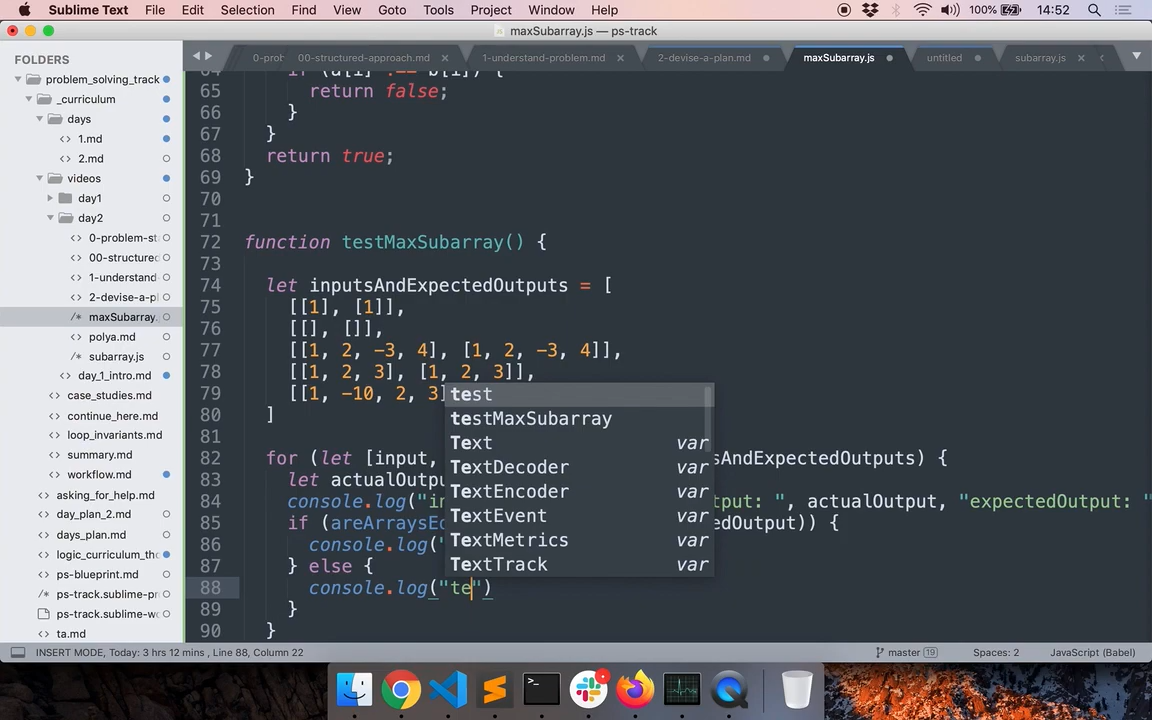 Sublime Text File Edit Selection Find View Goto Tools Project Window Help 100% 14:52
maxSubarray.js — ps-track
FOLDERS
problem_solving_track
_curriculum
days
1.md
2.md
videos
day1
day2
0-problem-st
00-structured
1-understand
2-devise-a-pl
maxSubarray.
polya.md
subarray.js
day_1_intro.md
case_studies.md
continue_here.md
loop_invariants.md
summary.md
workflow.md
asking_for_help.md
day_plan_2.md
days_plan.md
logic_curriculum_th
ps-blueprint.md
ps-track.sublime-pr
ps-track.sublime-w
ta.md
0-prob 00-structured-approach.md 1-understand-problem.md 2-devise-a-plan.md maxSubarray.js untitled subarray.js
64 if (a[i] !== b[i]) {
65 return false;
66 }
67 }
68 return true;
69 }
70
71
72 function testMaxSubarray() {
73
74 let inputsAndExpectedOutputs = [
75 [[1], [1]],
76 [[], []],
77 [[1, 2, -3, 4], [1, 2, -3, 4]],
78 [[1, 2, 3], [1, 2, 3]],
79 [[1, -10, 2, 3]
80 ]
81
82 for (let [input, sAndExpectedOutputs) {
83 let actualOutpu
84 console.log("in tput: ", actualOutput, "expectedOutput: "
85 if (areArraysEq edOutput)) {
86 console.log("
87 } else {
88 console.log("te")
89 }
90 }
test
testMaxSubarray
Text var
TextDecoder var
TextEncoder var
TextEvent var
TextMetrics var
TextTrack var
INSERT MODE, Today: 3 hrs 12 mins , Line 88, Column 22 master 19 Spaces: 2 JavaScript (Babel)